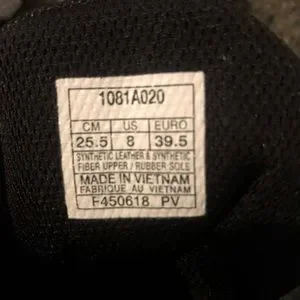 1081A020
CM US EURO
25.5 8 39.5
SYNTHETIC LEATHER & SYNTHETIC
FIBER UPPER / RUBBER SOLE
MADE IN VIETNAM
FABRIQUE AU VIETNAM
F450618 PV